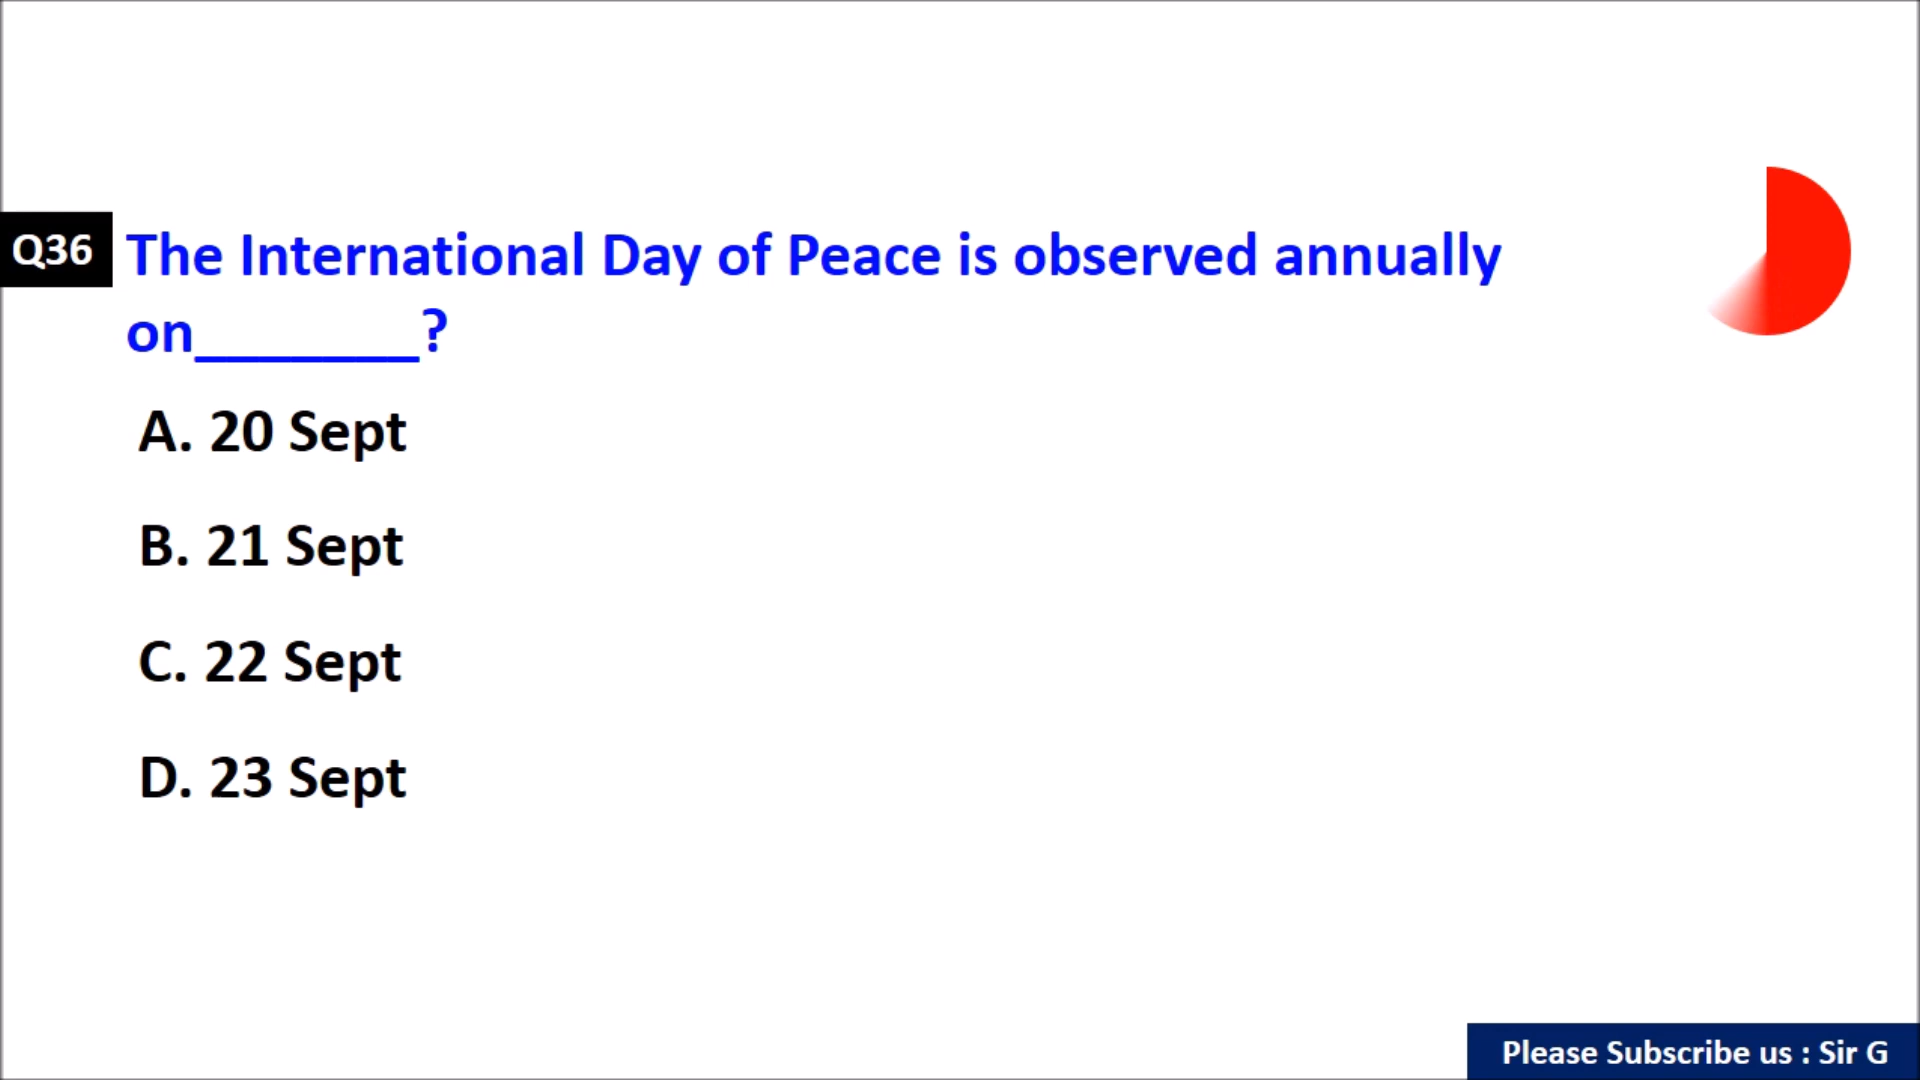 Q36
The International Day of Peace is observed annually
on_______?
A. 20 Sept
B. 21 Sept
C. 22 Sept
D. 23 Sept
Please Subscribe us : Sir G